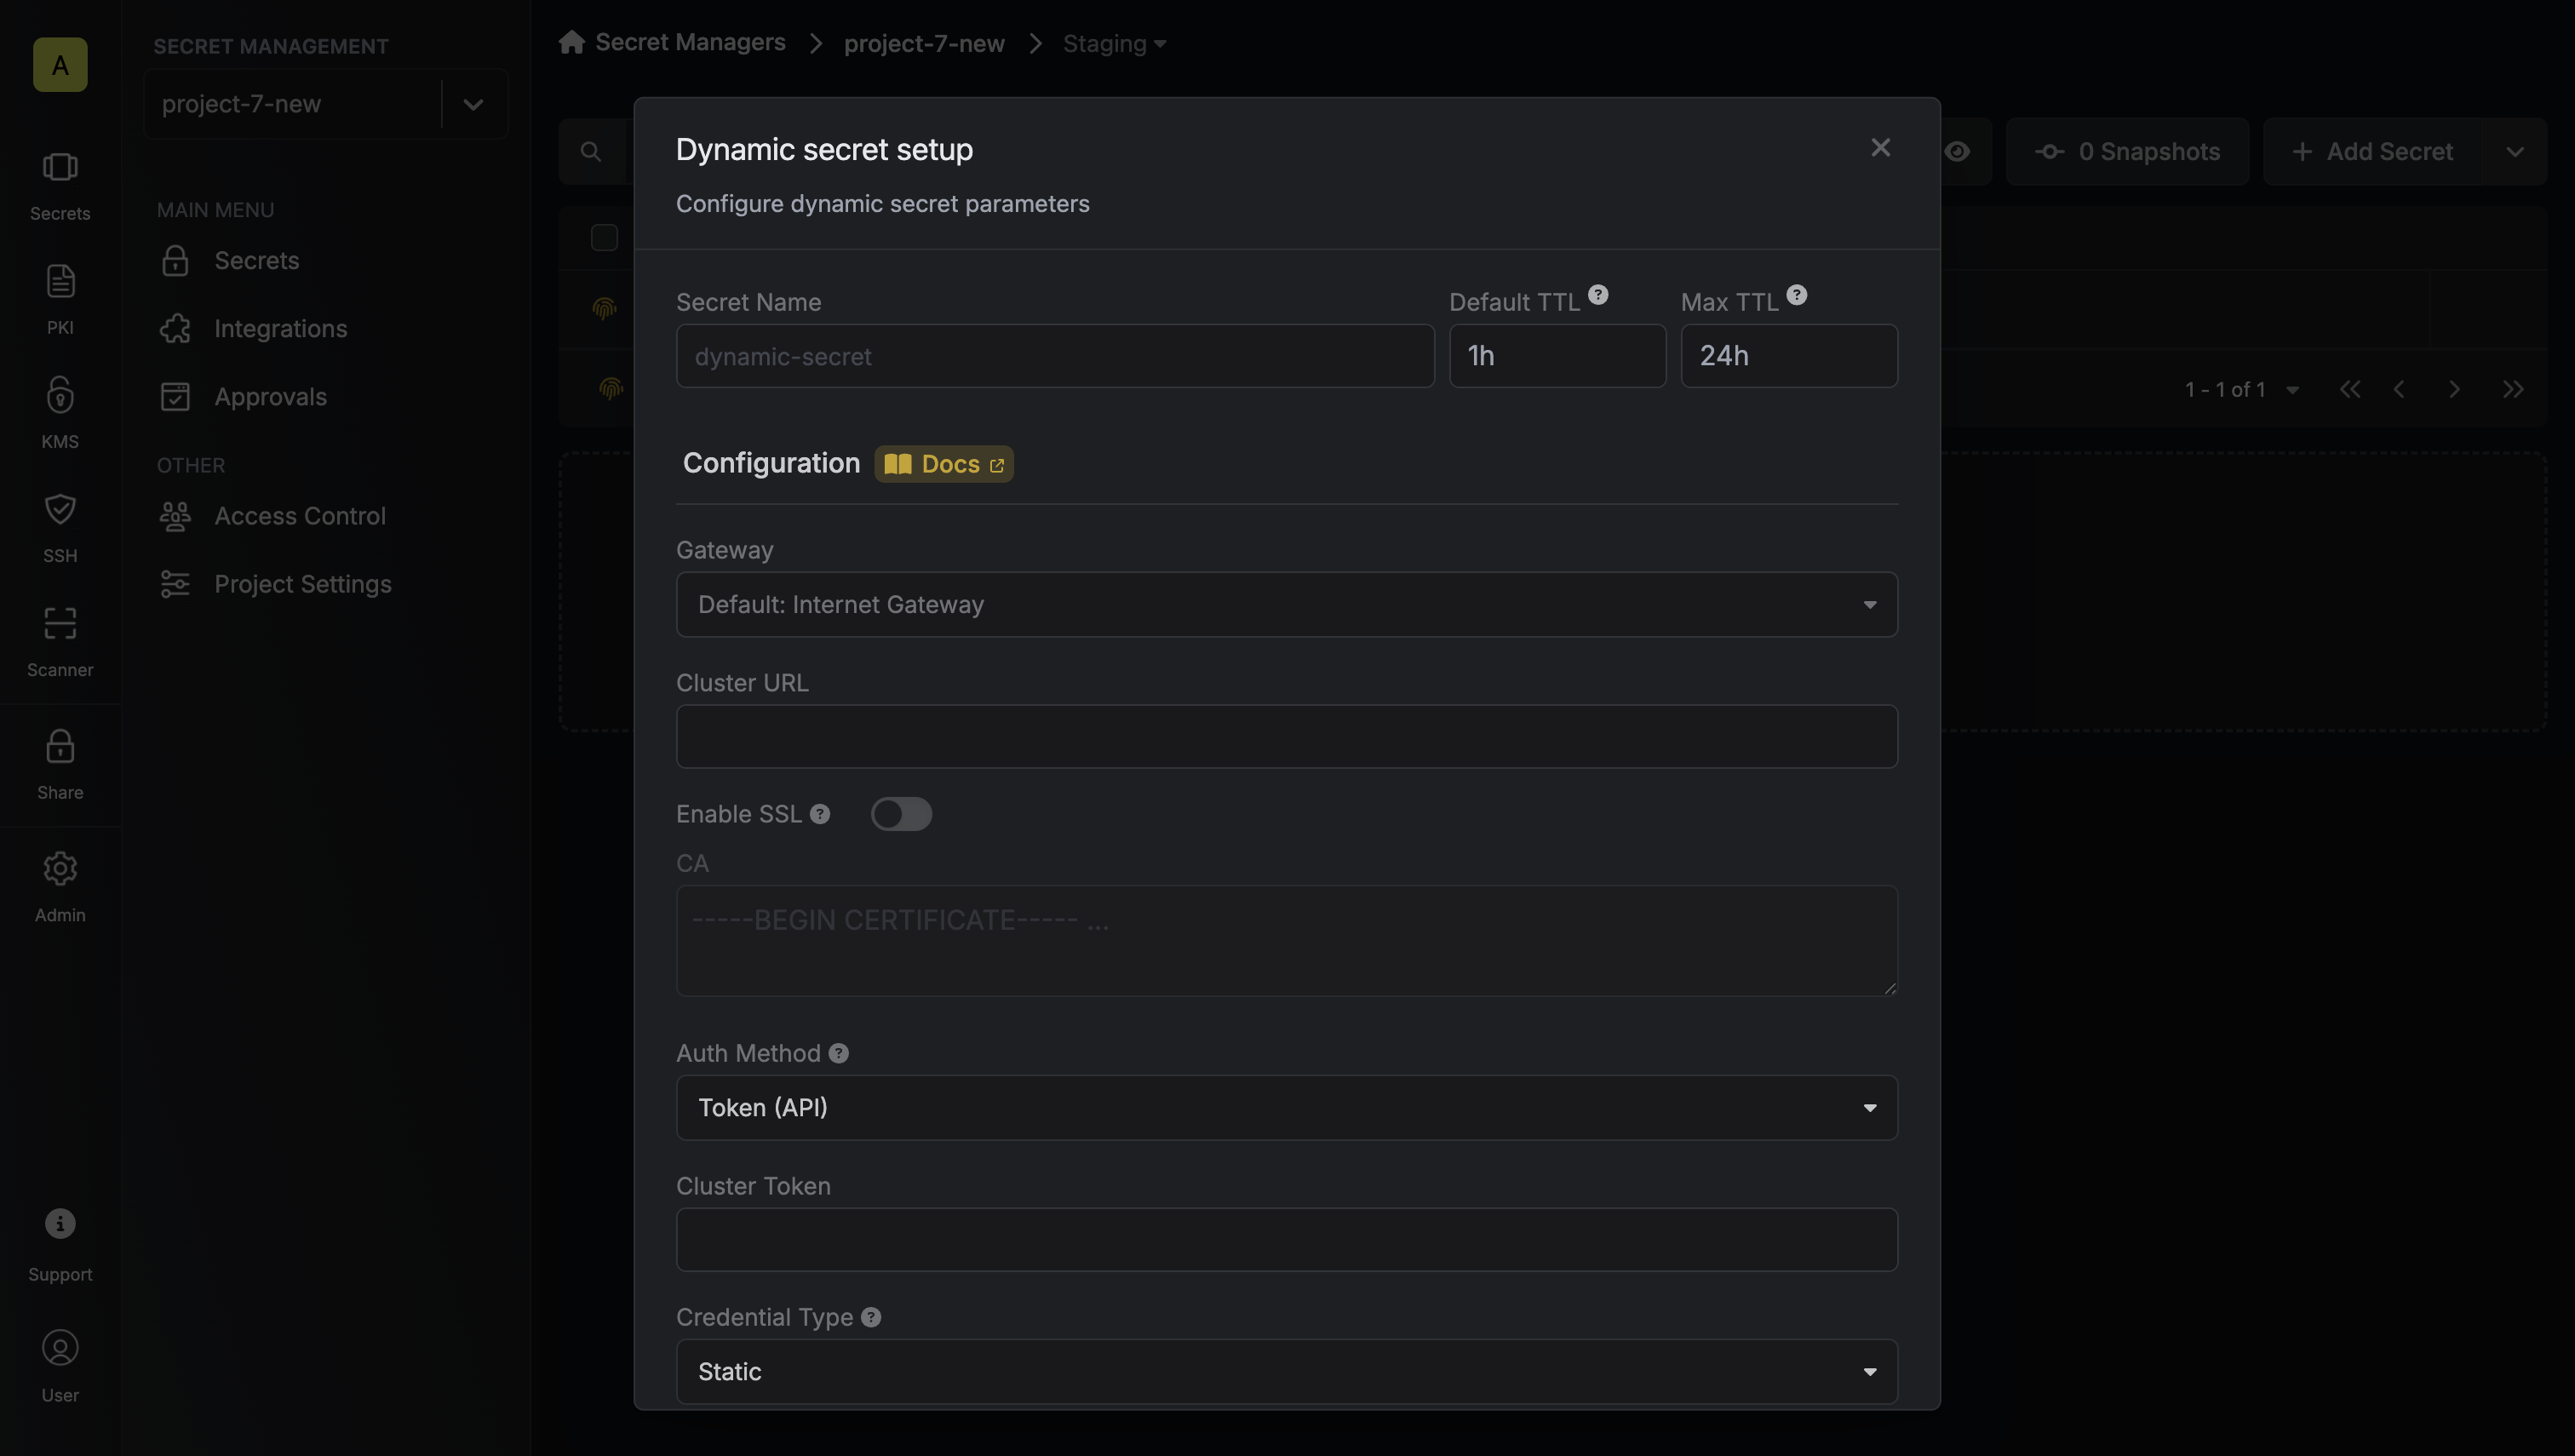 A
Secrets
PKI
KMS
SSH
Scanner
Share
Admin
Support
User
SECRET MANAGEMENT
project-7-new
MAIN MENU
Secrets
Integrations
Approvals
OTHER
Access Control
Project Settings
Secret Managers project-7-new Staging
0 Snapshots
Add Secret
1 - 1 of 1
Dynamic secret setup
Configure dynamic secret parameters
Secret Name Default TTL ? Max TTL ?
dynamic-secret 1h 24h
Configuration Docs
Gateway
Default: Internet Gateway
Cluster URL
Enable SSL ?
CA
-----BEGIN CERTIFICATE----- ...
Auth Method ?
Token (API)
Cluster Token
Credential Type ?
Static